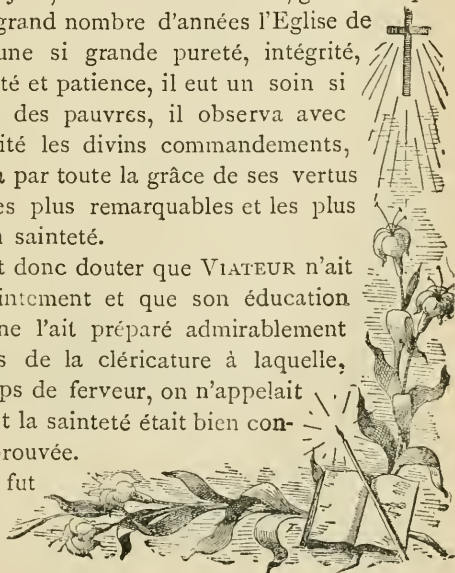 grand nombre d'années l'Eglise de
une si grande pureté, intégrité,
té et patience, il eut un soin si
des pauvres, il observa avec
ité les divins commandements,
a par toute la grâce de ses vertus
es plus remarquables et les plus
sainteté.
t donc douter que VIATEUR n'ait
intement et que son éducation
ne l'ait préparé admirablement
s de la cléricature à laquelle,
ps de ferveur, on n'appelait
t la sainteté était bien con-
rouvée.
fut